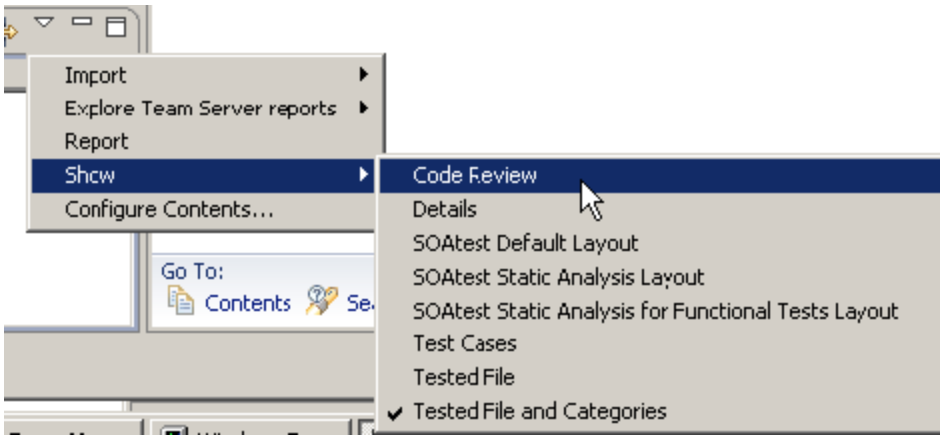 Import
Explore Team Server reports
Report
Show
Configure Contents...
Code Review
Details
SOAtest Default Layout
SOAtest Static Analysis Layout
SOAtest Static Analysis for Functional Tests Layout
Test Cases
Tested File
Tested File and Categories
Go To:
Contents